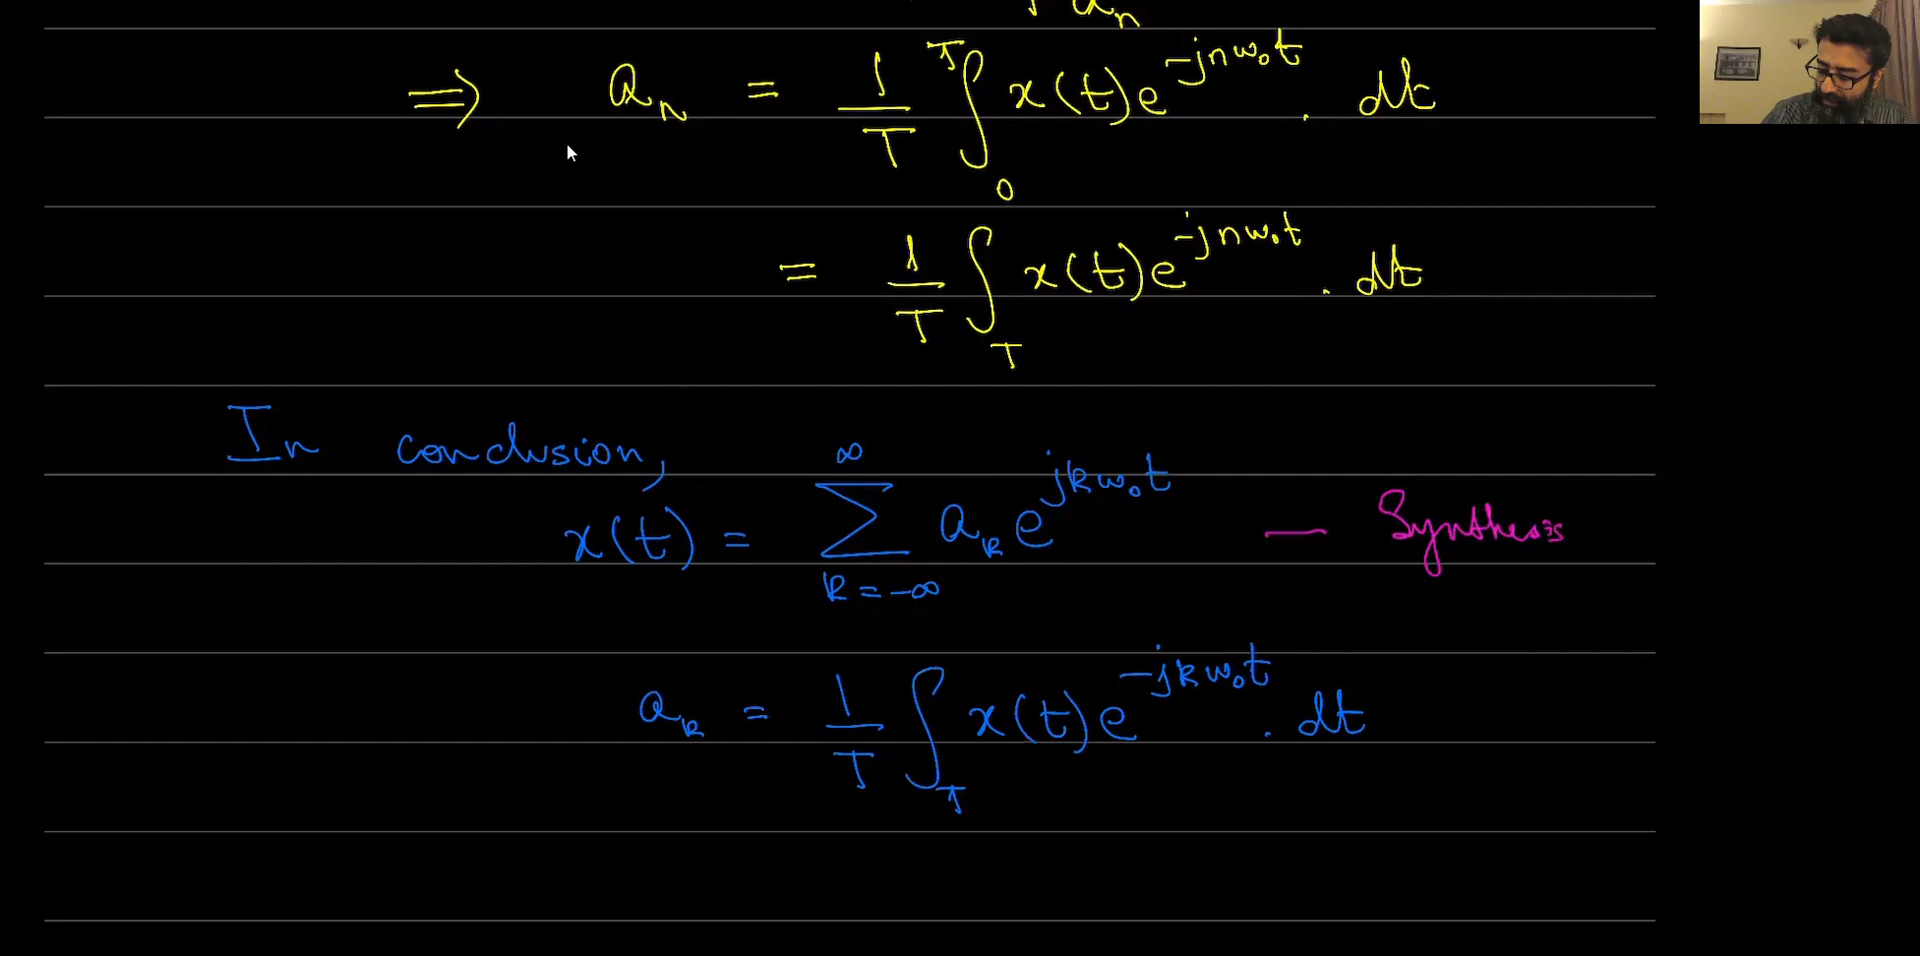 a_n
⇒ a_n = 1/T ∫_0^T x(t)e^{-jnω₀t} . dt
= 1/T ∫_T x(t)e^{-jnω₀t} . dt
In conclusion,
x(t) = ∑_{k=-∞}^{∞} a_k e^{jkω₀t} — Synthesis
a_k = 1/T ∫_T x(t)e^{-jkω₀t} . dt